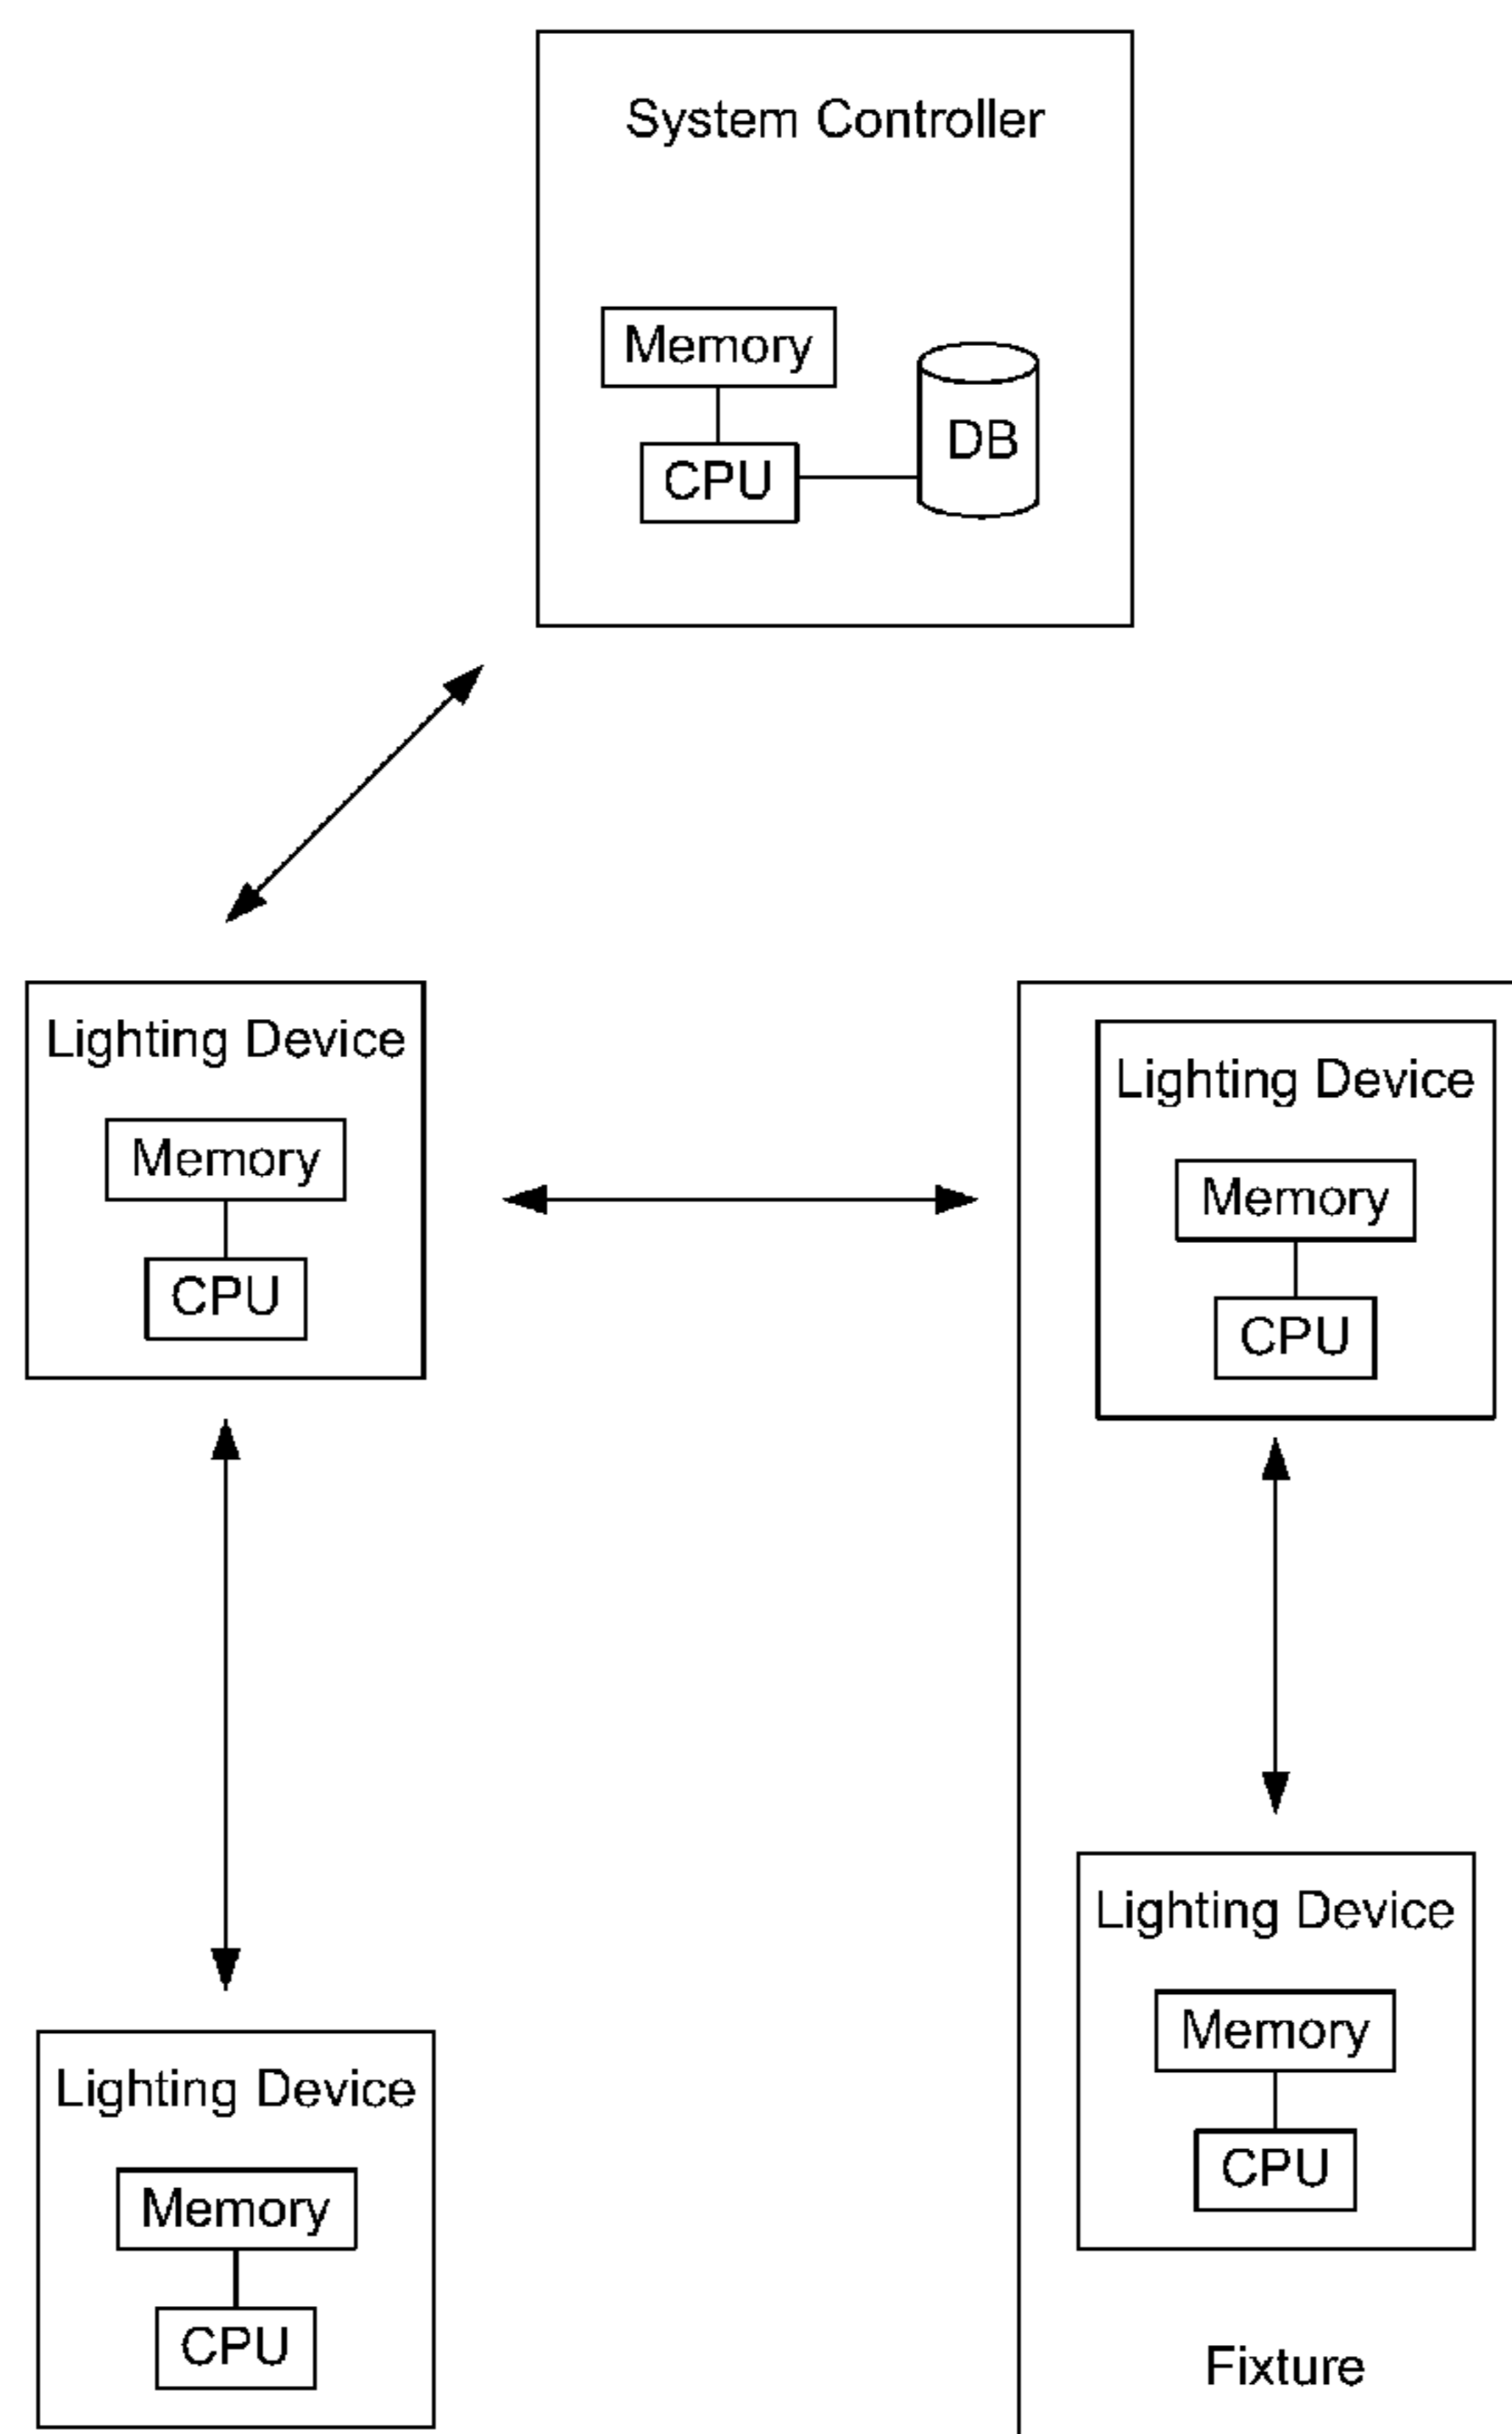 System Controller
Memory
DB
CPU
Lighting Device
Memory
CPU
Lighting Device
Memory
CPU
Lighting Device
Memory
CPU
Lighting Device
Memory
CPU
Fixture